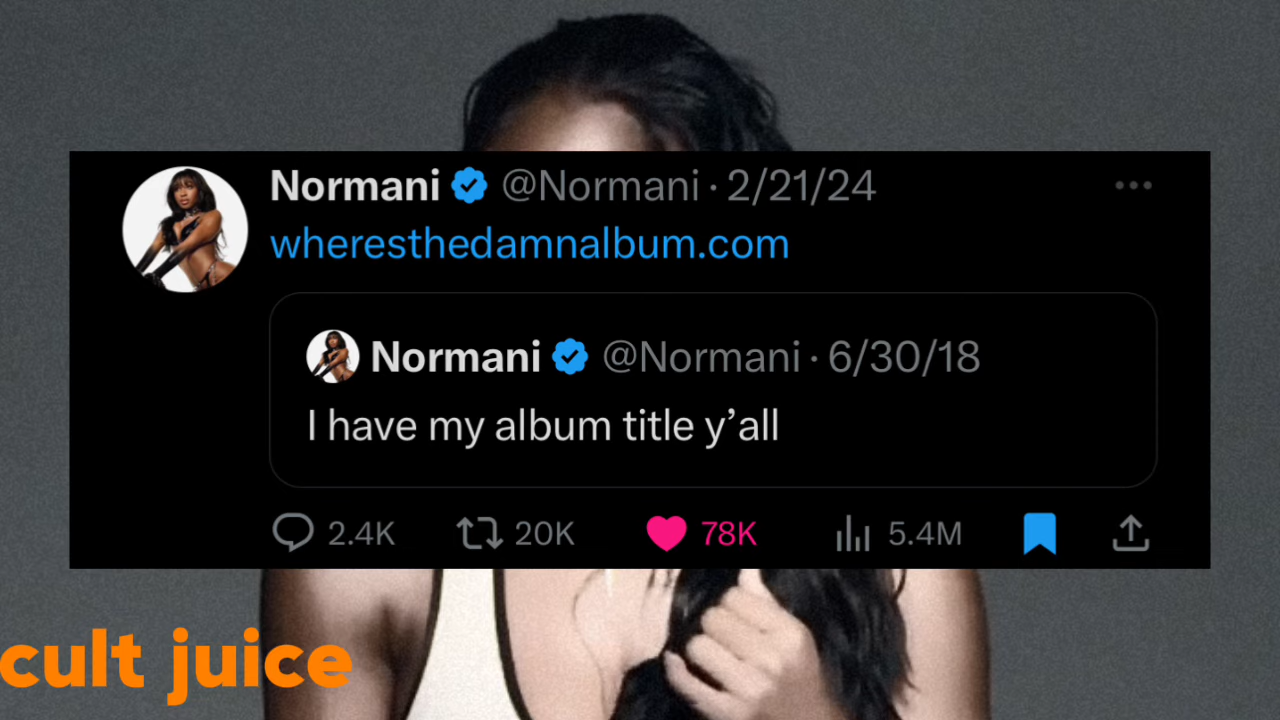 Normani @Normani · 2/21/24
wheresthedamnalbum.com
Normani @Normani · 6/30/18
I have my album title y’all
2.4K 20K 78K 5.4M
cult juice